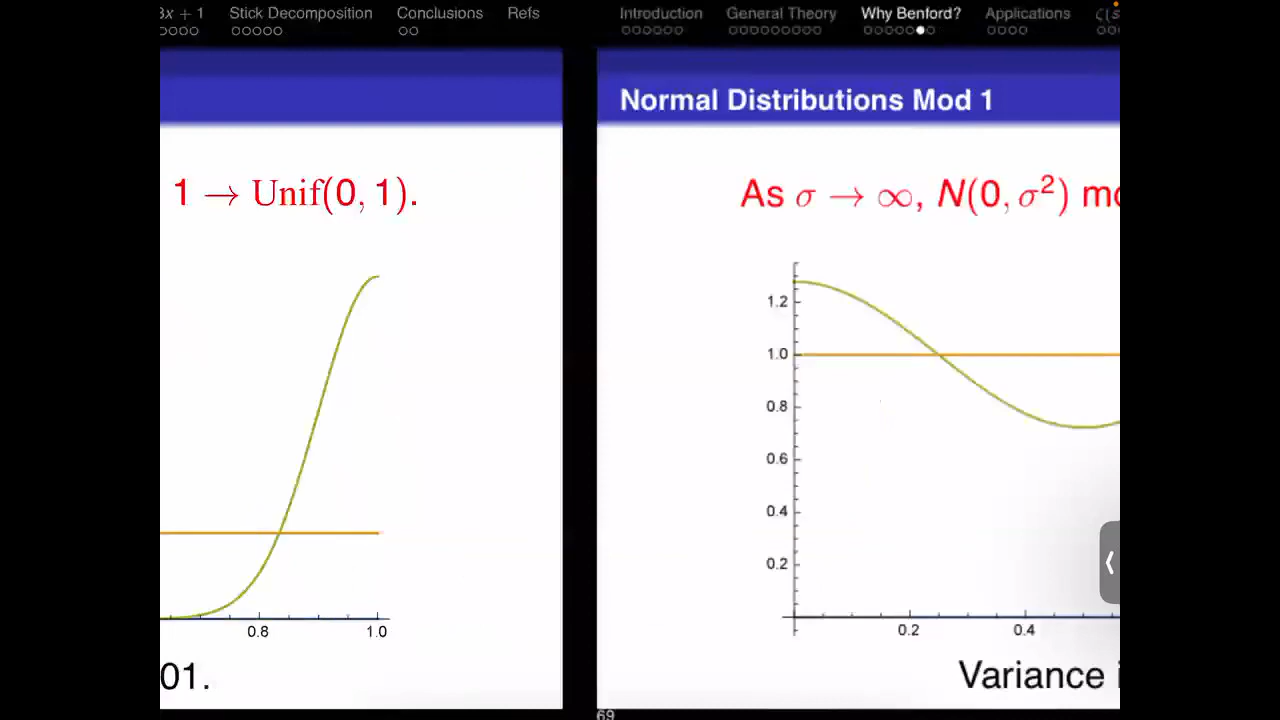 3x + 1 Stick Decomposition Conclusions Refs
1 → Unif(0, 1).
0.8 1.0
01.
Introduction General Theory Why Benford? Applications ζ(s
Normal Distributions Mod 1
As σ → ∞, N(0, σ²) mo
1.2
1.0
0.8
0.6
0.4
0.2
0.2 0.4
Variance i
69